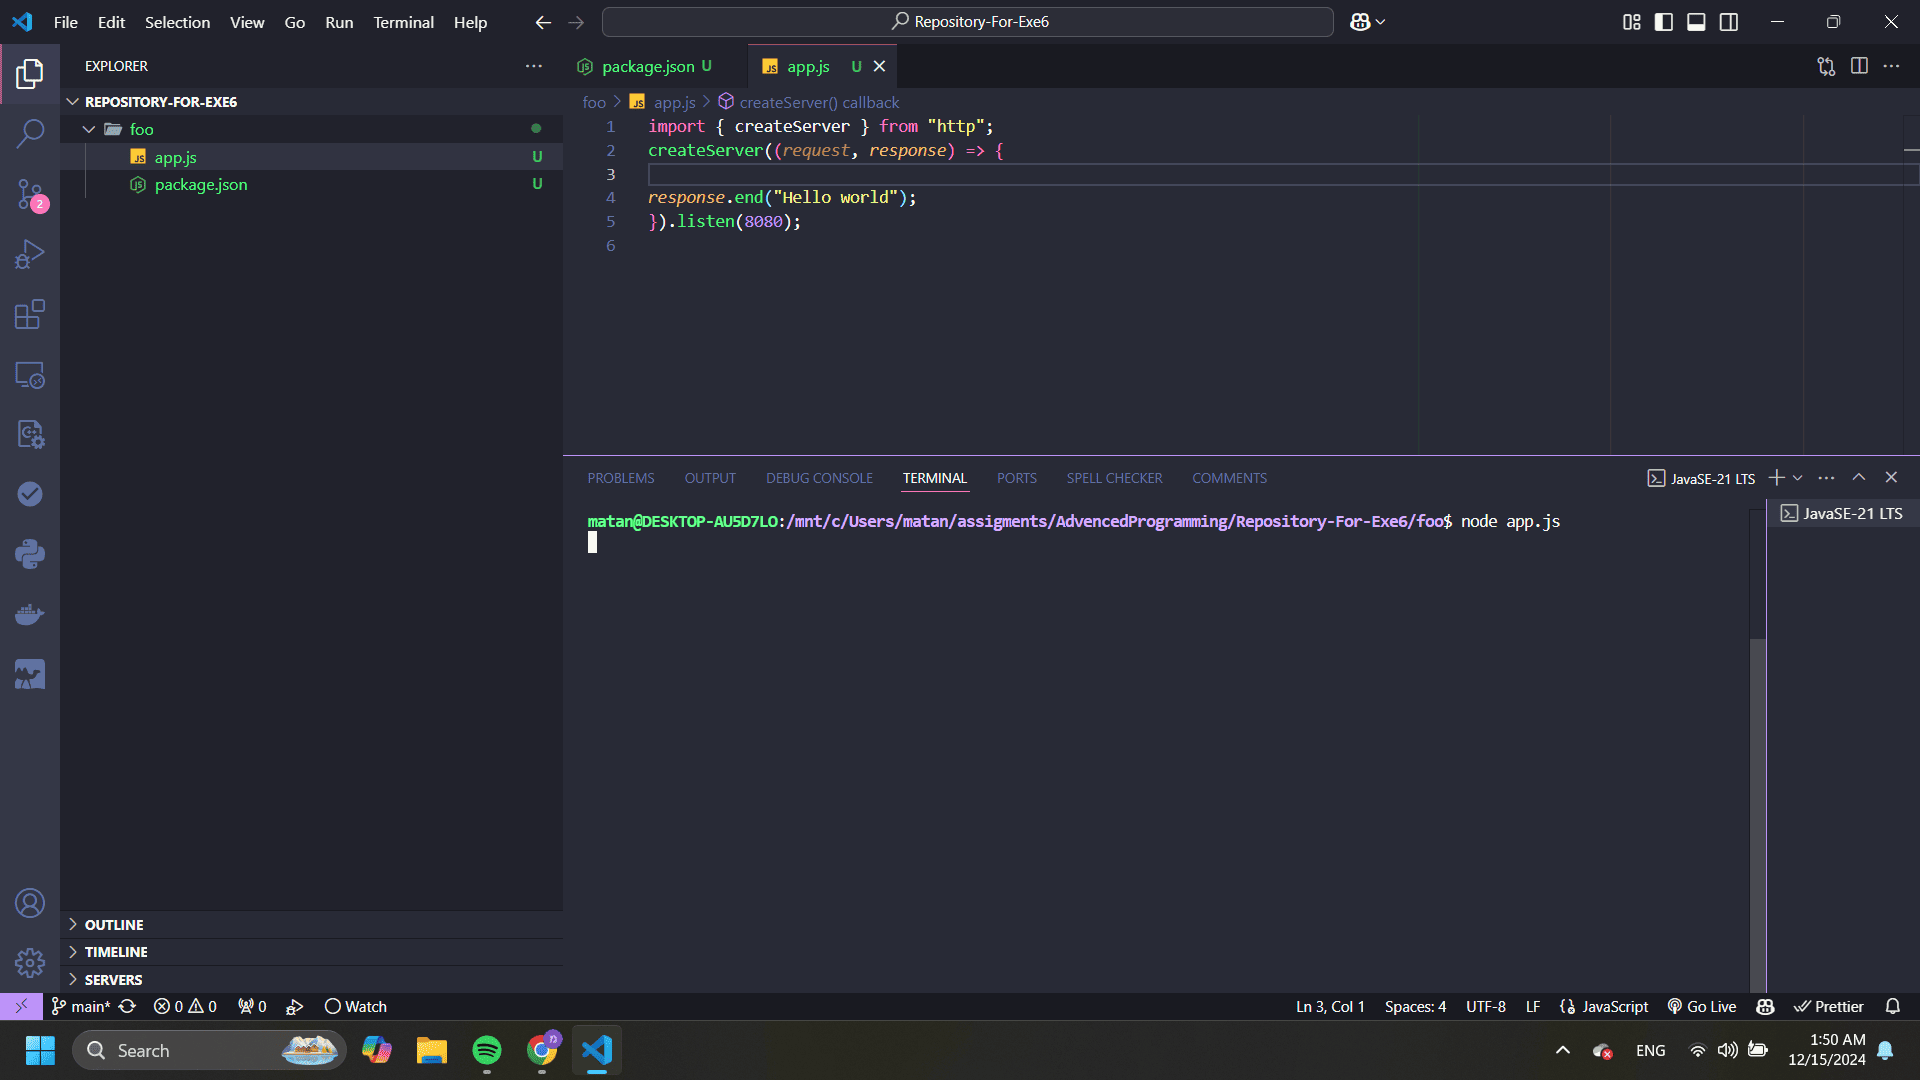 File Edit Selection View Go Run Terminal Help
Repository-For-Exe6
EXPLORER
REPOSITORY-FOR-EXE6
foo
JS app.js U
package.json U
2
OUTLINE
TIMELINE
SERVERS
package.json U
JS app.js U
foo > JS app.js > createServer() callback
1 import { createServer } from "http";
2 createServer((request, response) => {
3
4 response.end("Hello world");
5 }).listen(8080);
6
PROBLEMS OUTPUT DEBUG CONSOLE TERMINAL PORTS SPELL CHECKER COMMENTS
JavaSE-21 LTS
matan@DESKTOP-AU5D7LO:/mnt/c/Users/matan/assigments/AdvencedProgramming/Repository-For-Exe6/foo$ node app.js
JavaSE-21 LTS
main* 0 0 0 Watch
Ln 3, Col 1 Spaces: 4 UTF-8 LF JavaScript Go Live Prettier
Search
n
ENG
1:50 AM
12/15/2024